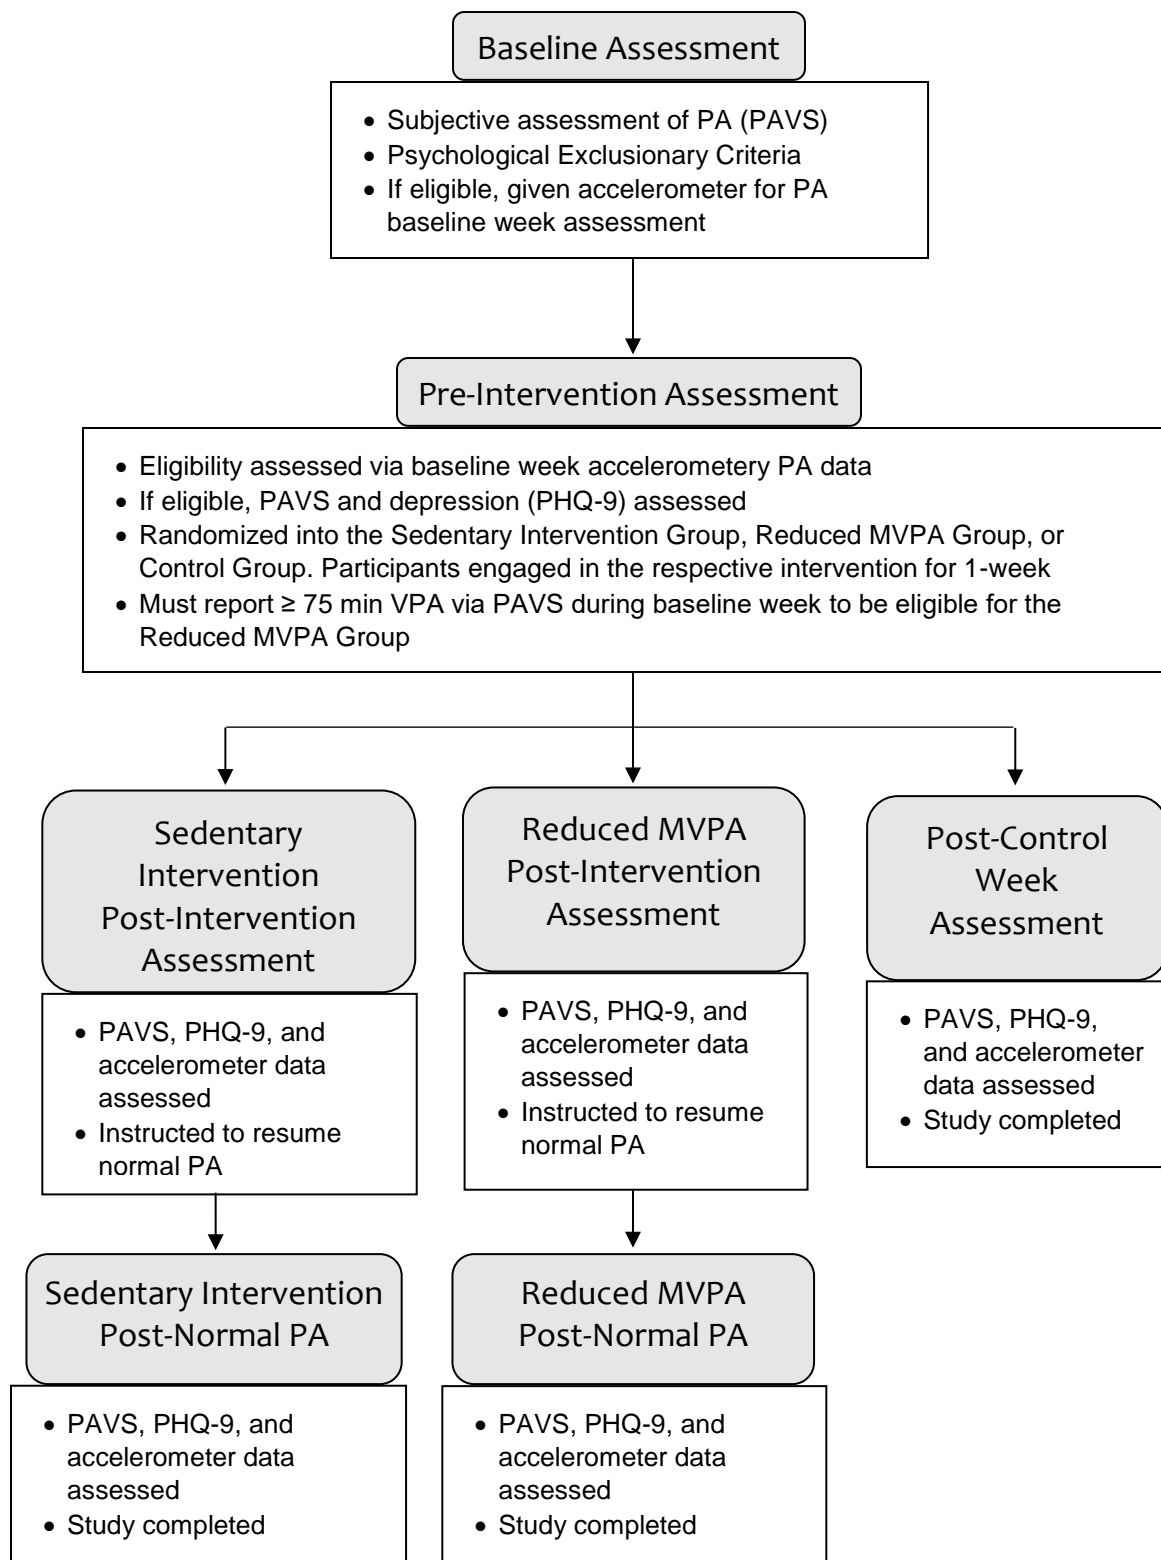 Baseline Assessment
• Subjective assessment of PA (PAVS)
• Psychological Exclusionary Criteria
• If eligible, given accelerometer for PA
baseline week assessment
Pre-Intervention Assessment
• Eligibility assessed via baseline week accelerometery PA data
• If eligible, PAVS and depression (PHQ-9) assessed
• Randomized into the Sedentary Intervention Group, Reduced MVPA Group, or
Control Group. Participants engaged in the respective intervention for 1-week
• Must report ≥ 75 min VPA via PAVS during baseline week to be eligible for the
Reduced MVPA Group
Sedentary
Intervention
Post-Intervention
Assessment
• PAVS, PHQ-9, and
accelerometer data
assessed
• Instructed to resume
normal PA
Reduced MVPA
Post-Intervention
Assessment
• PAVS, PHQ-9, and
accelerometer data
assessed
• Instructed to resume
normal PA
Post-Control
Week
Assessment
• PAVS, PHQ-9,
and accelerometer
data assessed
• Study completed
Sedentary Intervention
Post-Normal PA
• PAVS, PHQ-9, and
accelerometer data
assessed
• Study completed
Reduced MVPA
Post-Normal PA
• PAVS, PHQ-9, and
accelerometer data
assessed
• Study completed